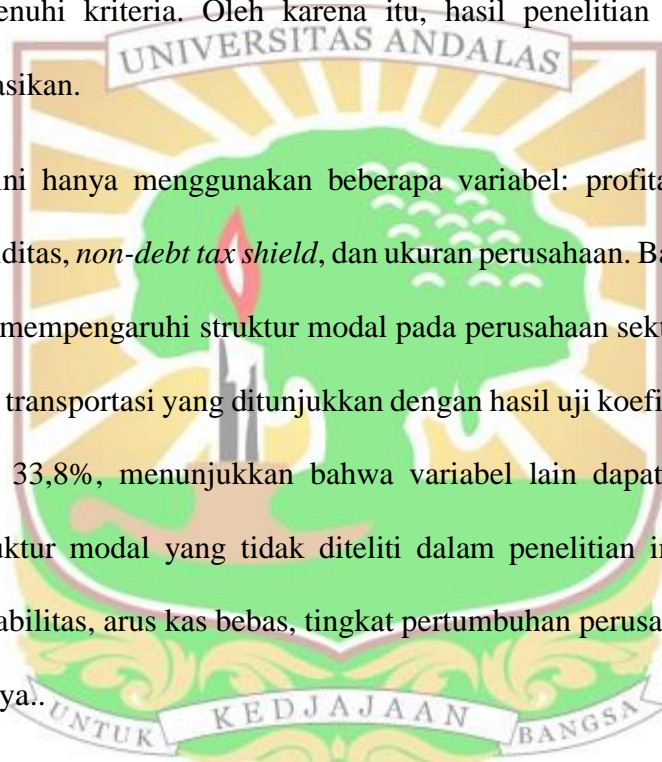 enuhi kriteria. Oleh karena itu, hasil penelitian
UNIVERSITAS ANDALAS
asikan.
ini hanya menggunakan beberapa variabel: profita
iditas, non-debt tax shield, dan ukuran perusahaan. Ba
mempengaruhi struktur modal pada perusahaan sekt
transportasi yang ditunjukkan dengan hasil uji koefi
33,8%, menunjukkan bahwa variabel lain dapat
uktur modal yang tidak diteliti dalam penelitian in
abilitas, arus kas bebas, tingkat pertumbuhan perusa
ya..
UNTUK KEDJAJAAN BANGSA